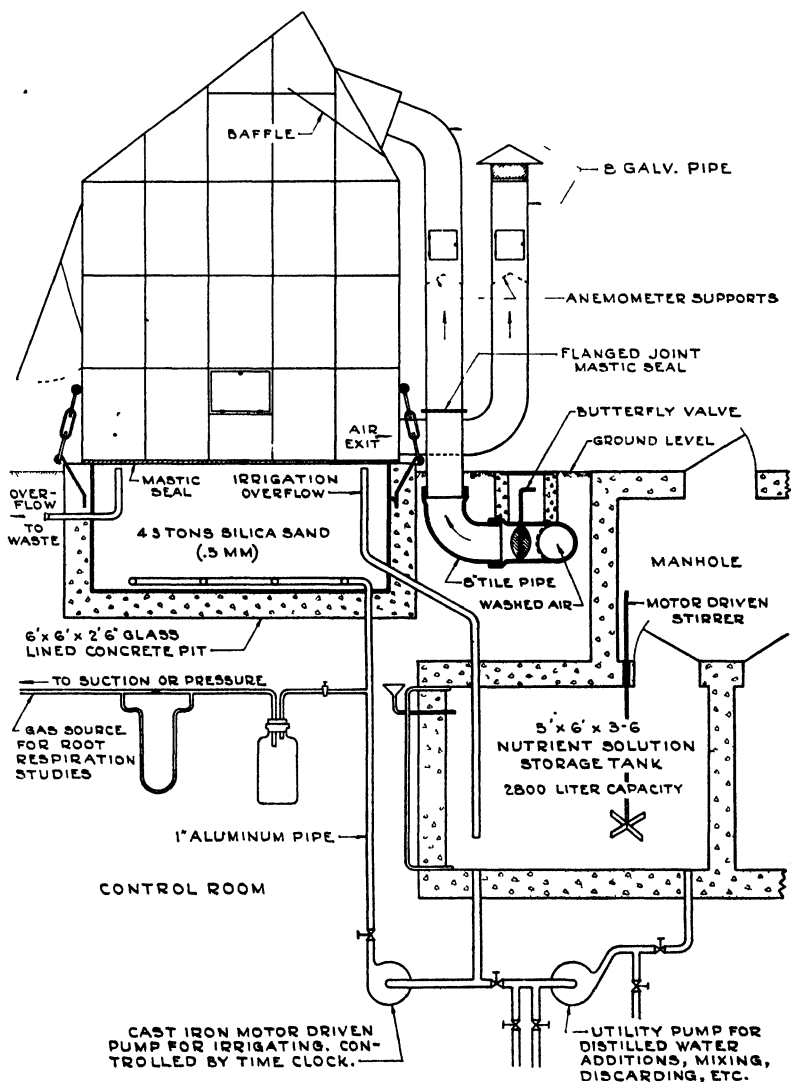 BAFFLE
8 GALV. PIPE
ANEMOMETER SUPPORTS
FLANGED JOINT
MASTIC SEAL
BUTTERFLY VALVE
GROUND LEVEL
AIR
EXIT
MASTIC
SEAL
IRRIGATION
OVERFLOW
OVER-
FLOW
TO
WASTE
4 3 TONS SILICA SAND
(.5 MM)
8" TILE PIPE
WASHED AIR
MANHOLE
MOTOR DRIVEN
STIRRER
6' x 6' x 2'6" GLASS
LINED CONCRETE PIT
TO SUCTION OR PRESSURE
GAS SOURCE
FOR ROOT
RESPIRATION
STUDIES
5' x 6' x 3-6
NUTRIENT SOLUTION
STORAGE TANK
2800 LITER CAPACITY
1" ALUMINUM PIPE
CONTROL ROOM
CAST IRON MOTOR DRIVEN
PUMP FOR IRRIGATING. CON-
TROLLED BY TIME CLOCK.
UTILITY PUMP FOR
DISTILLED WATER
ADDITIONS, MIXING,
DISCARDING, ETC.